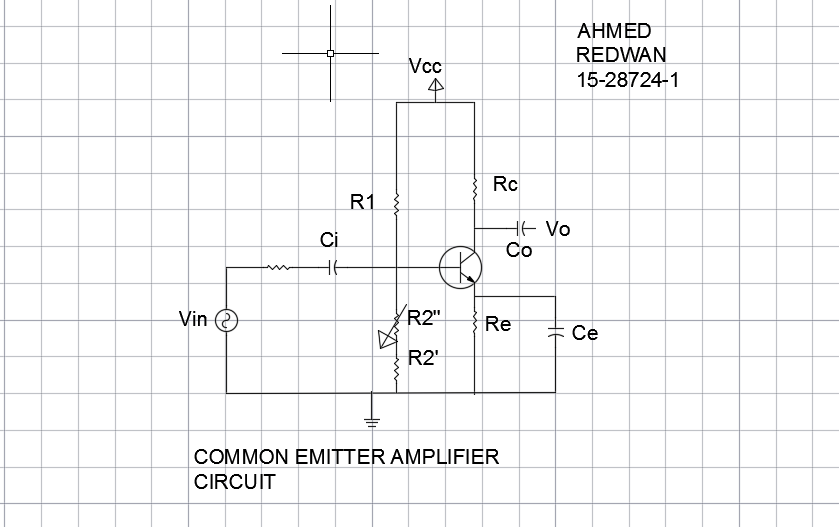 AHMED
REDWAN
15-28724-1
Vcc
R1
Rc
Vo
Co
Ci
Vin
R2"
Re
Ce
R2'
COMMON EMITTER AMPLIFIER
CIRCUIT